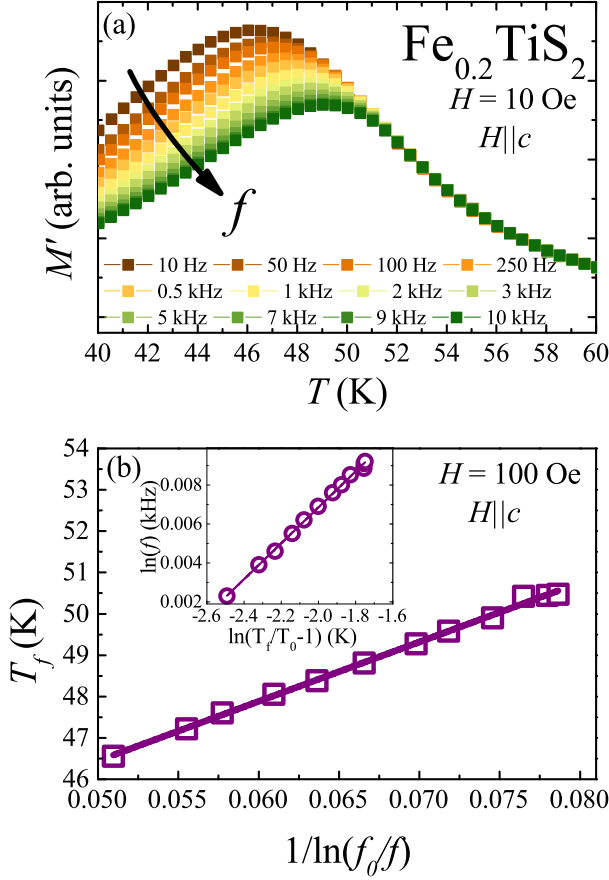 (a)
Fe0.2TiS2
H = 10 Oe
H||c
M' (arb. units)
f
10 Hz 50 Hz 100 Hz 250 Hz
0.5 kHz 1 kHz 2 kHz 3 kHz
5 kHz 7 kHz 9 kHz 10 kHz
40 42 44 46 48 50 52 54 56 58 60
T (K)
(b)
H = 100 Oe
H||c
54
53
52
51
50
49
48
47
46
Tf (K)
0.008
0.006
0.004
0.002
ln(f) (kHz)
-2.6 -2.4 -2.2 -2.0 -1.8 -1.6
ln(Tf/T0-1) (K)
0.050 0.055 0.060 0.065 0.070 0.075 0.080
1/ln(f0/f)